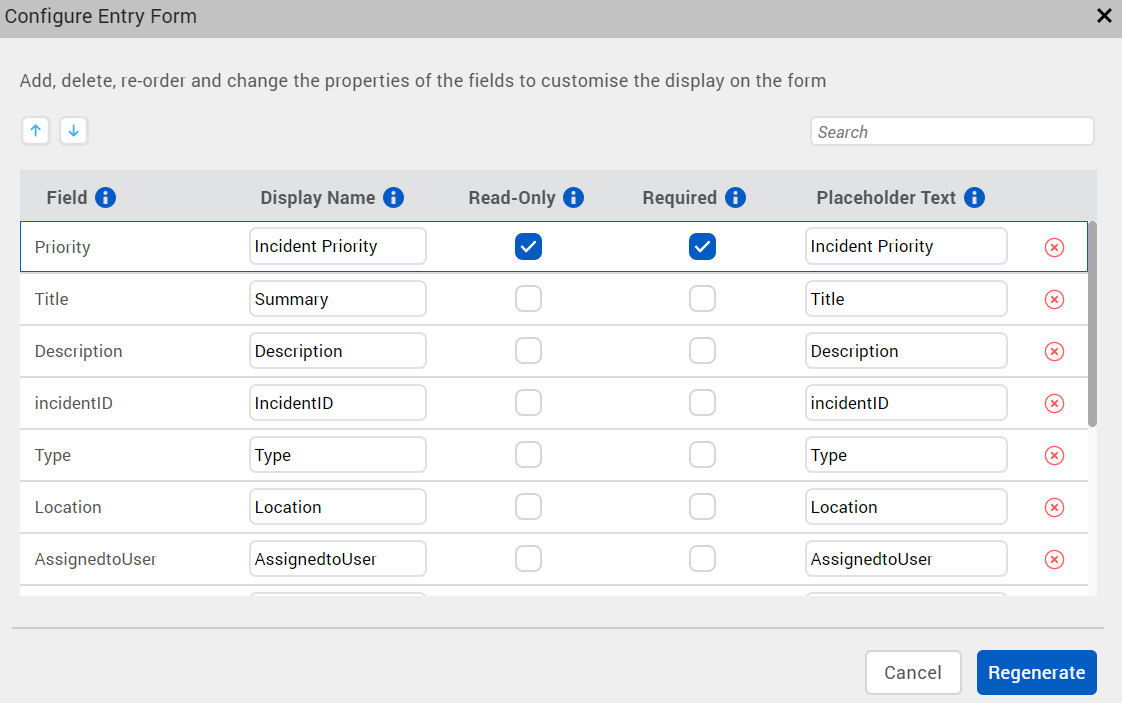 Configure Entry Form
Add, delete, re-order and change the properties of the fields to customise the display on the form
Search
Field Display Name Read-Only Required Placeholder Text
Priority Incident Priority Incident Priority
Title Summary Title
Description Description Description
incidentID IncidentID incidentID
Type Type Type
Location Location Location
AssignedtoUser AssignedtoUser AssignedtoUser
Cancel Regenerate